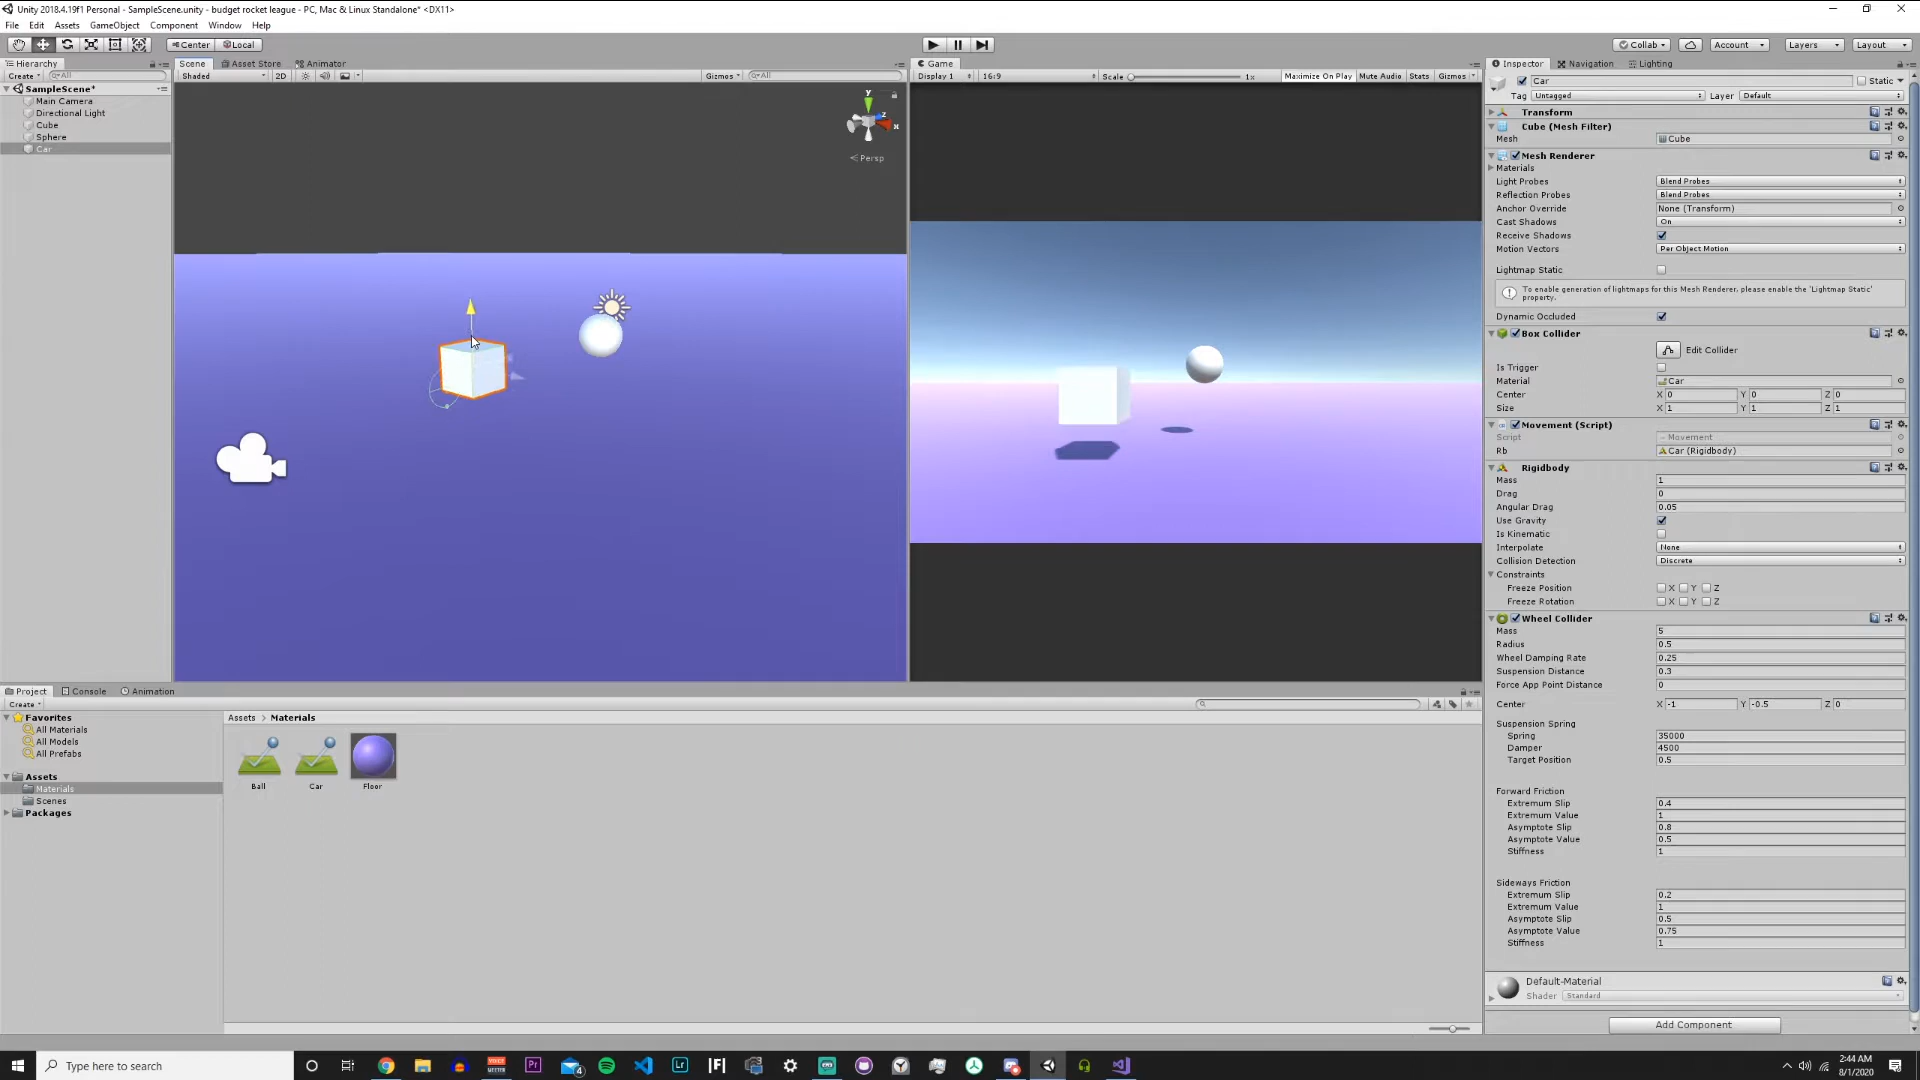 Unity 2018.4.19f1 Personal - SampleScene.unity - budget rocket league - PC, Mac & Linux Standalone* <DX11>
File Edit Assets GameObject Component Window Help
Center Local Collab Account Layers Layout
Hierarchy
Create All
SampleScene*
Main Camera
Directional Light
Cube
Sphere
Car
Scene Asset Store Animator
Shaded 2D Gizmos All
y
z
x
Persp
Game
Display 1 16:9 Scale 1x Maximize On Play Mute Audio Stats Gizmos
Inspector Navigation Lighting
Car Static
Tag Untagged Layer Default
Transform
Cube (Mesh Filter)
Mesh Cube
Mesh Renderer
Materials
Light Probes Blend Probes
Reflection Probes Blend Probes
Anchor Override None (Transform)
Cast Shadows On
Receive Shadows
Motion Vectors Per Object Motion
Lightmap Static
To enable generation of lightmaps for this Mesh Renderer, please enable the 'Lightmap Static'
property.
Dynamic Occluded
Box Collider
Edit Collider
Is Trigger
Material Car
Center X 0 Y 0 Z 0
Size X 1 Y 1 Z 1
Movement (Script)
Script Movement
Rb Car (Rigidbody)
Rigidbody
Mass 1
Drag 0
Angular Drag 0.05
Use Gravity
Is Kinematic
Interpolate None
Collision Detection Discrete
Constraints
Freeze Position X Y Z
Freeze Rotation X Y Z
Wheel Collider
Mass 5
Radius 0.5
Wheel Damping Rate 0.25
Suspension Distance 0.3
Force App Point Distance 0
Center X -1 Y -0.5 Z 0
Suspension Spring
Spring 35000
Damper 4500
Target Position 0.5
Forward Friction
Extremum Slip 0.4
Extremum Value 1
Asymptote Slip 0.8
Asymptote Value 0.5
Stiffness 1
Sideways Friction
Extremum Slip 0.2
Extremum Value 1
Asymptote Slip 0.5
Asymptote Value 0.75
Stiffness 1
Default-Material
Shader Standard
Add Component
Project Console Animation
Create
Favorites
All Materials
All Models
All Prefabs
Assets
Materials
Scenes
Packages
Assets > Materials
Ball Car Floor
Type here to search
Pr
4
Lr
|F|
2:44 AM
8/1/2020